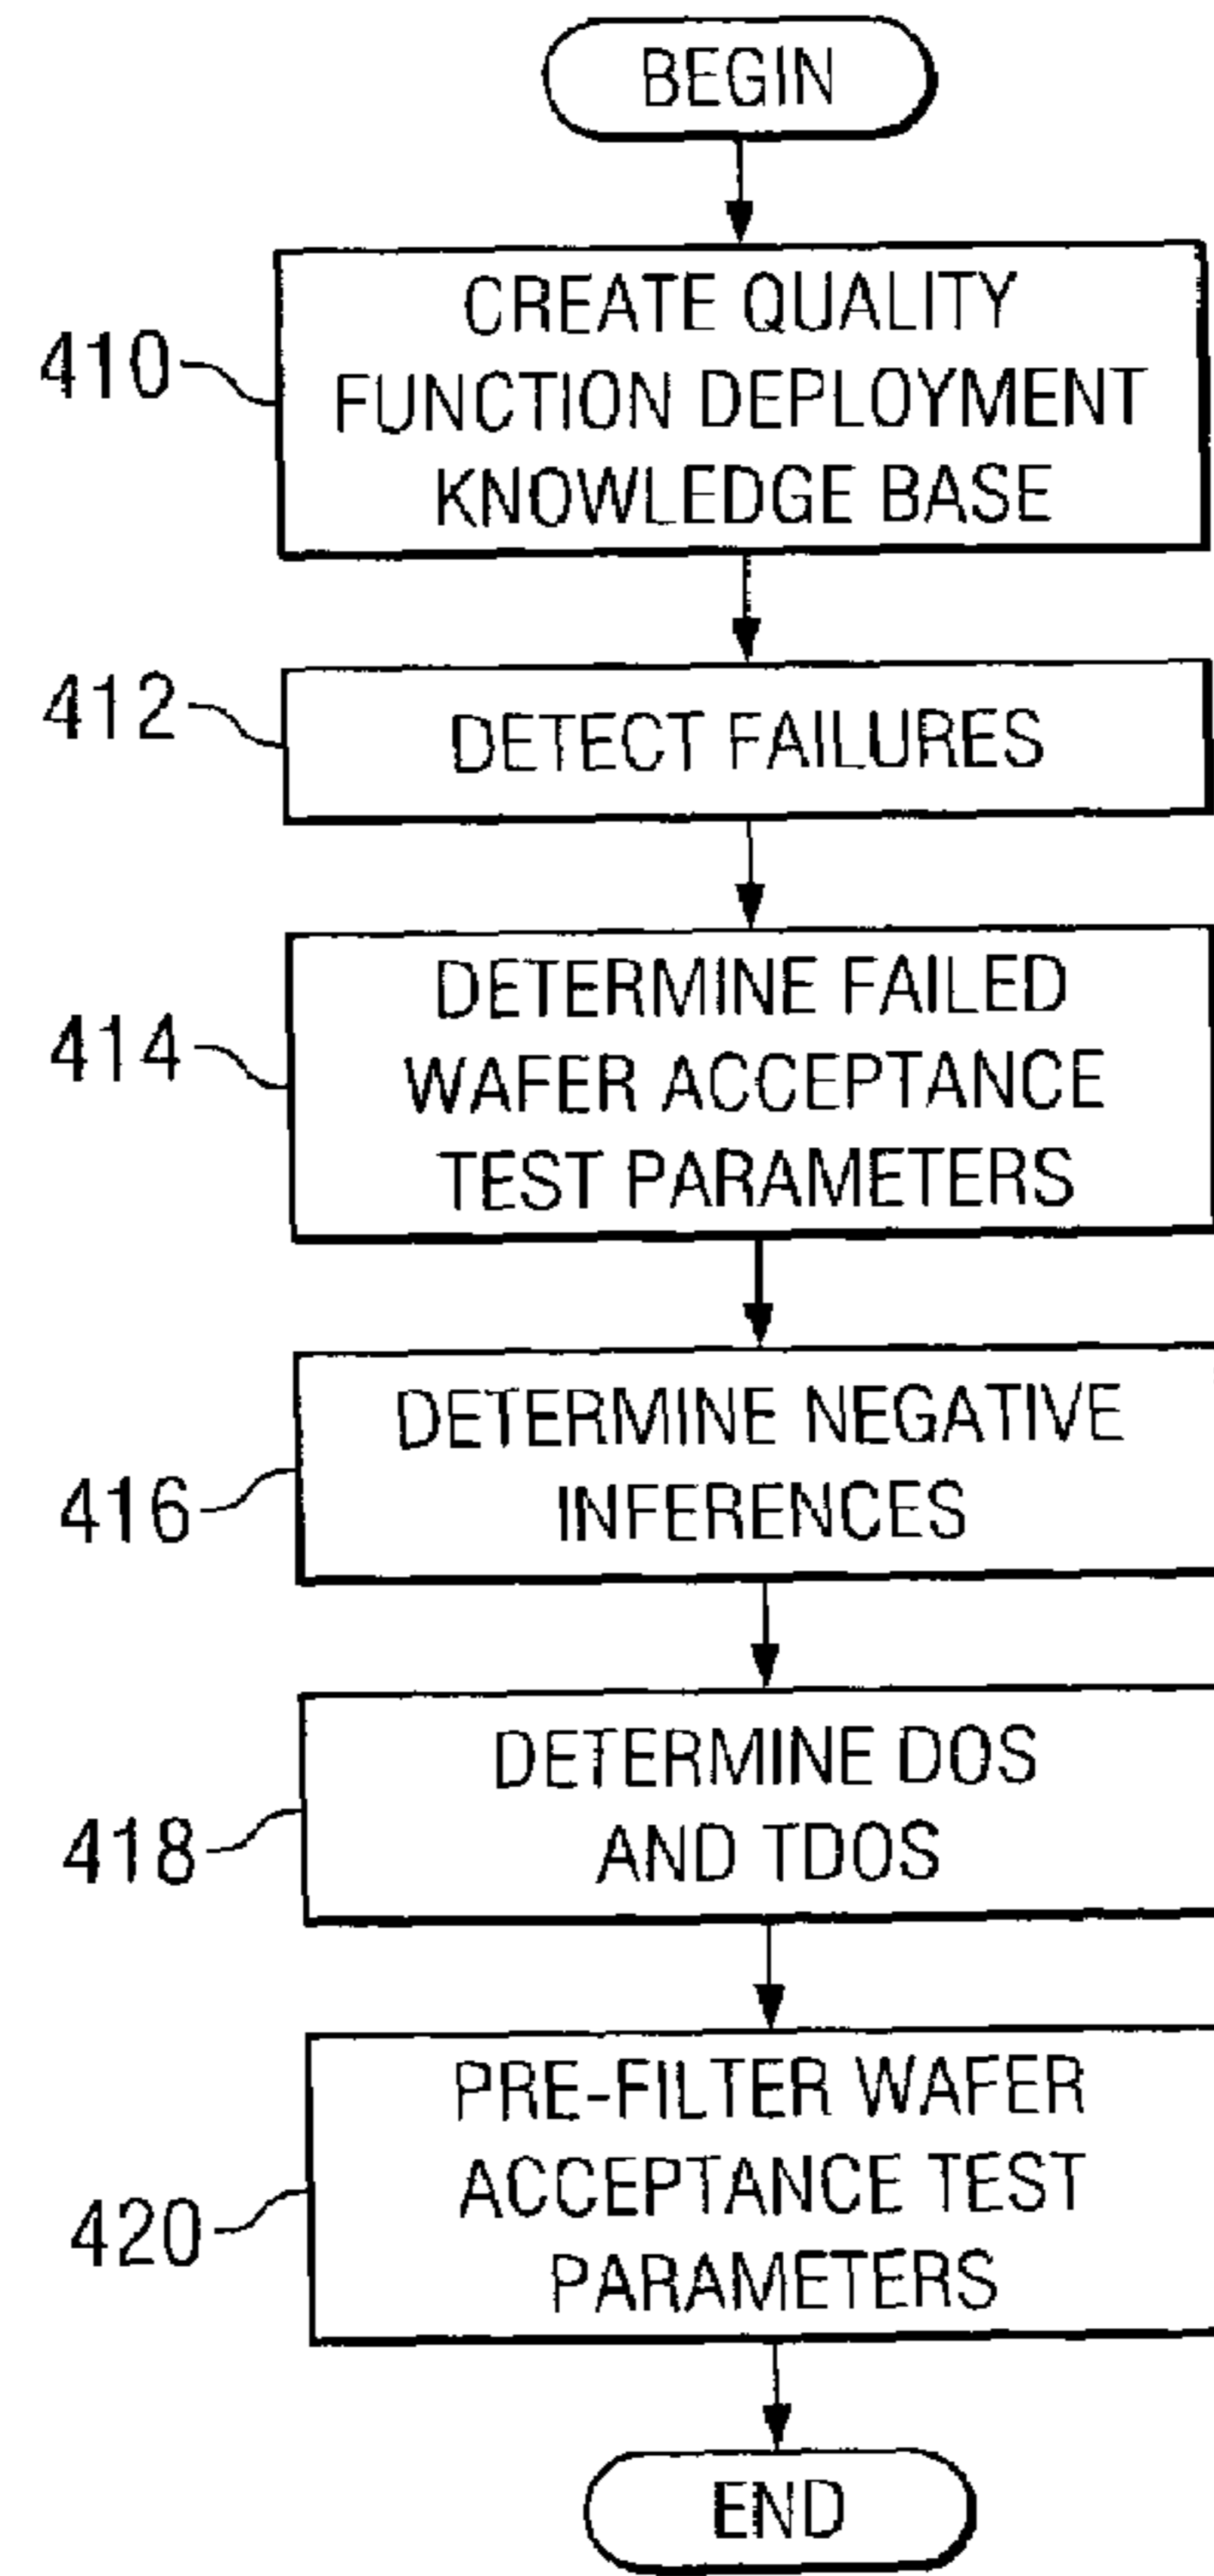 BEGIN
410
CREATE QUALITY
FUNCTION DEPLOYMENT
KNOWLEDGE BASE
412
DETECT FAILURES
414
DETERMINE FAILED
WAFER ACCEPTANCE
TEST PARAMETERS
416
DETERMINE NEGATIVE
INFERENCES
418
DETERMINE DOS
AND TDOS
420
PRE-FILTER WAFER
ACCEPTANCE TEST
PARAMETERS
END